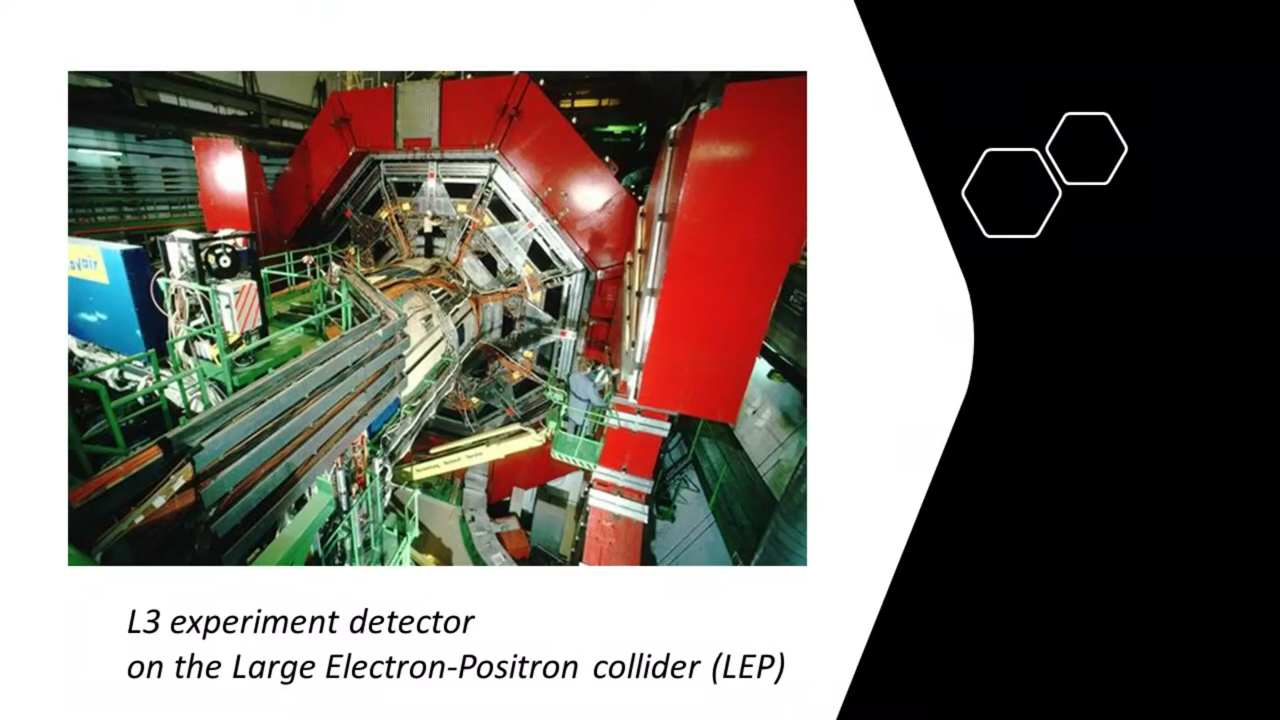 L3 experiment detector
on the Large Electron-Positron collider (LEP)